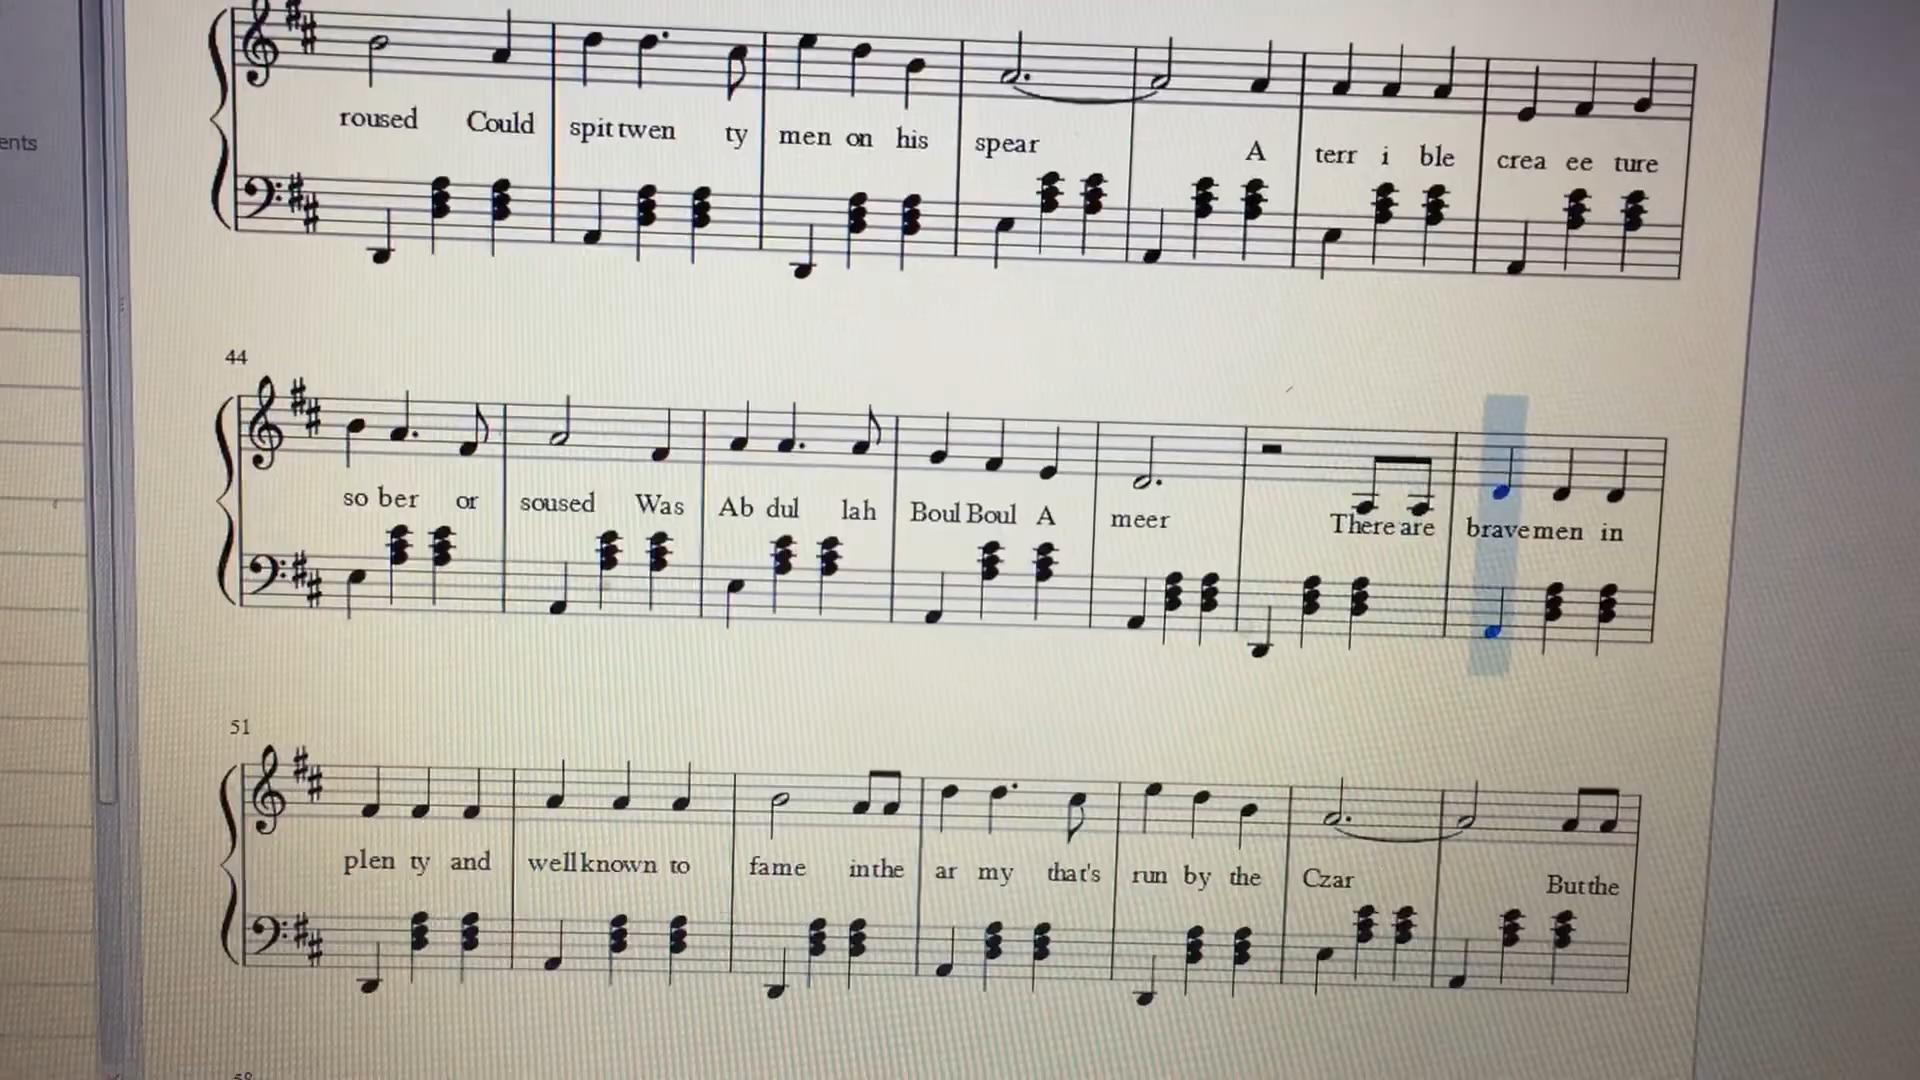 ents
roused Could spit twen ty men on his spear A terr i ble crea ee ture
44
so ber or soused Was Ab dul lah Boul Boul A meer There are brave men in
51
plen ty and well known to fame in the ar my that's run by the Czar But the